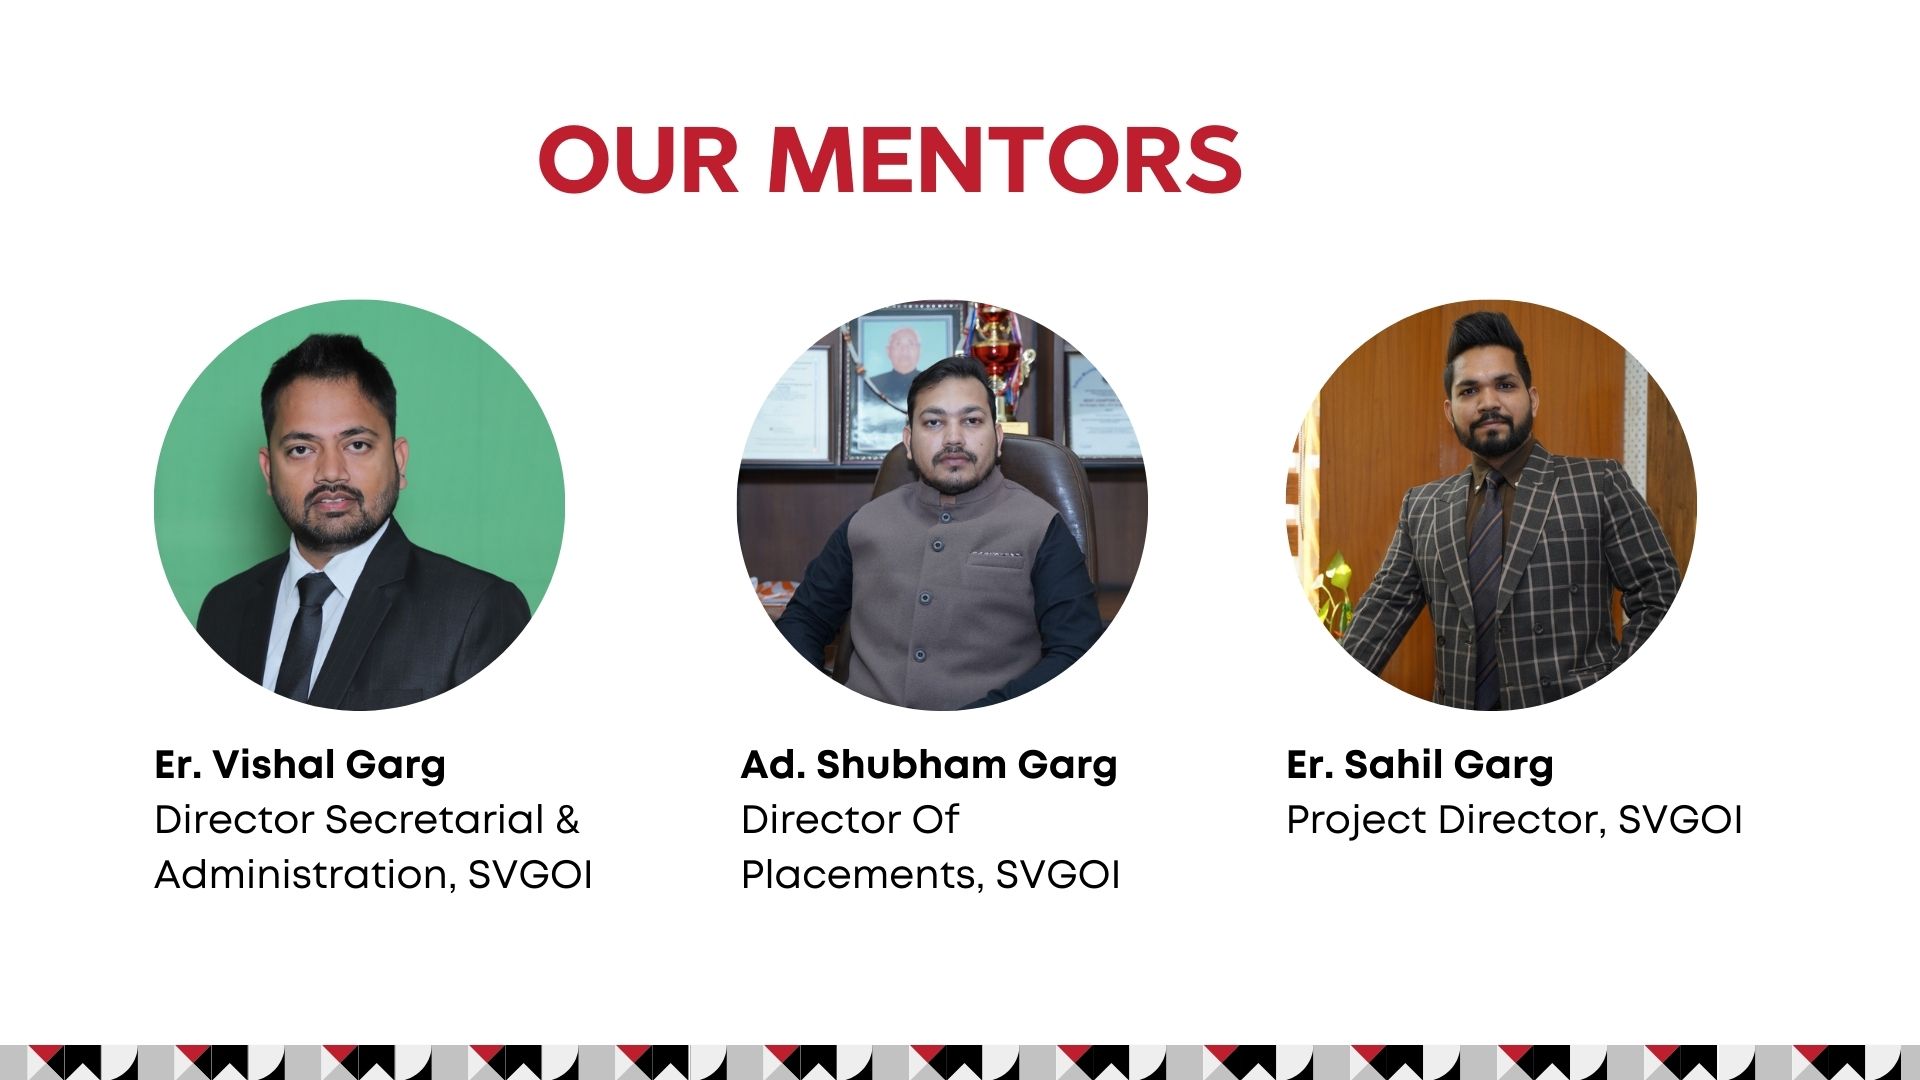 OUR MENTORS
Er. Vishal Garg
Director Secretarial &
Administration, SVGOI
Ad. Shubham Garg
Director Of
Placements, SVGOI
Er. Sahil Garg
Project Director, SVGOI